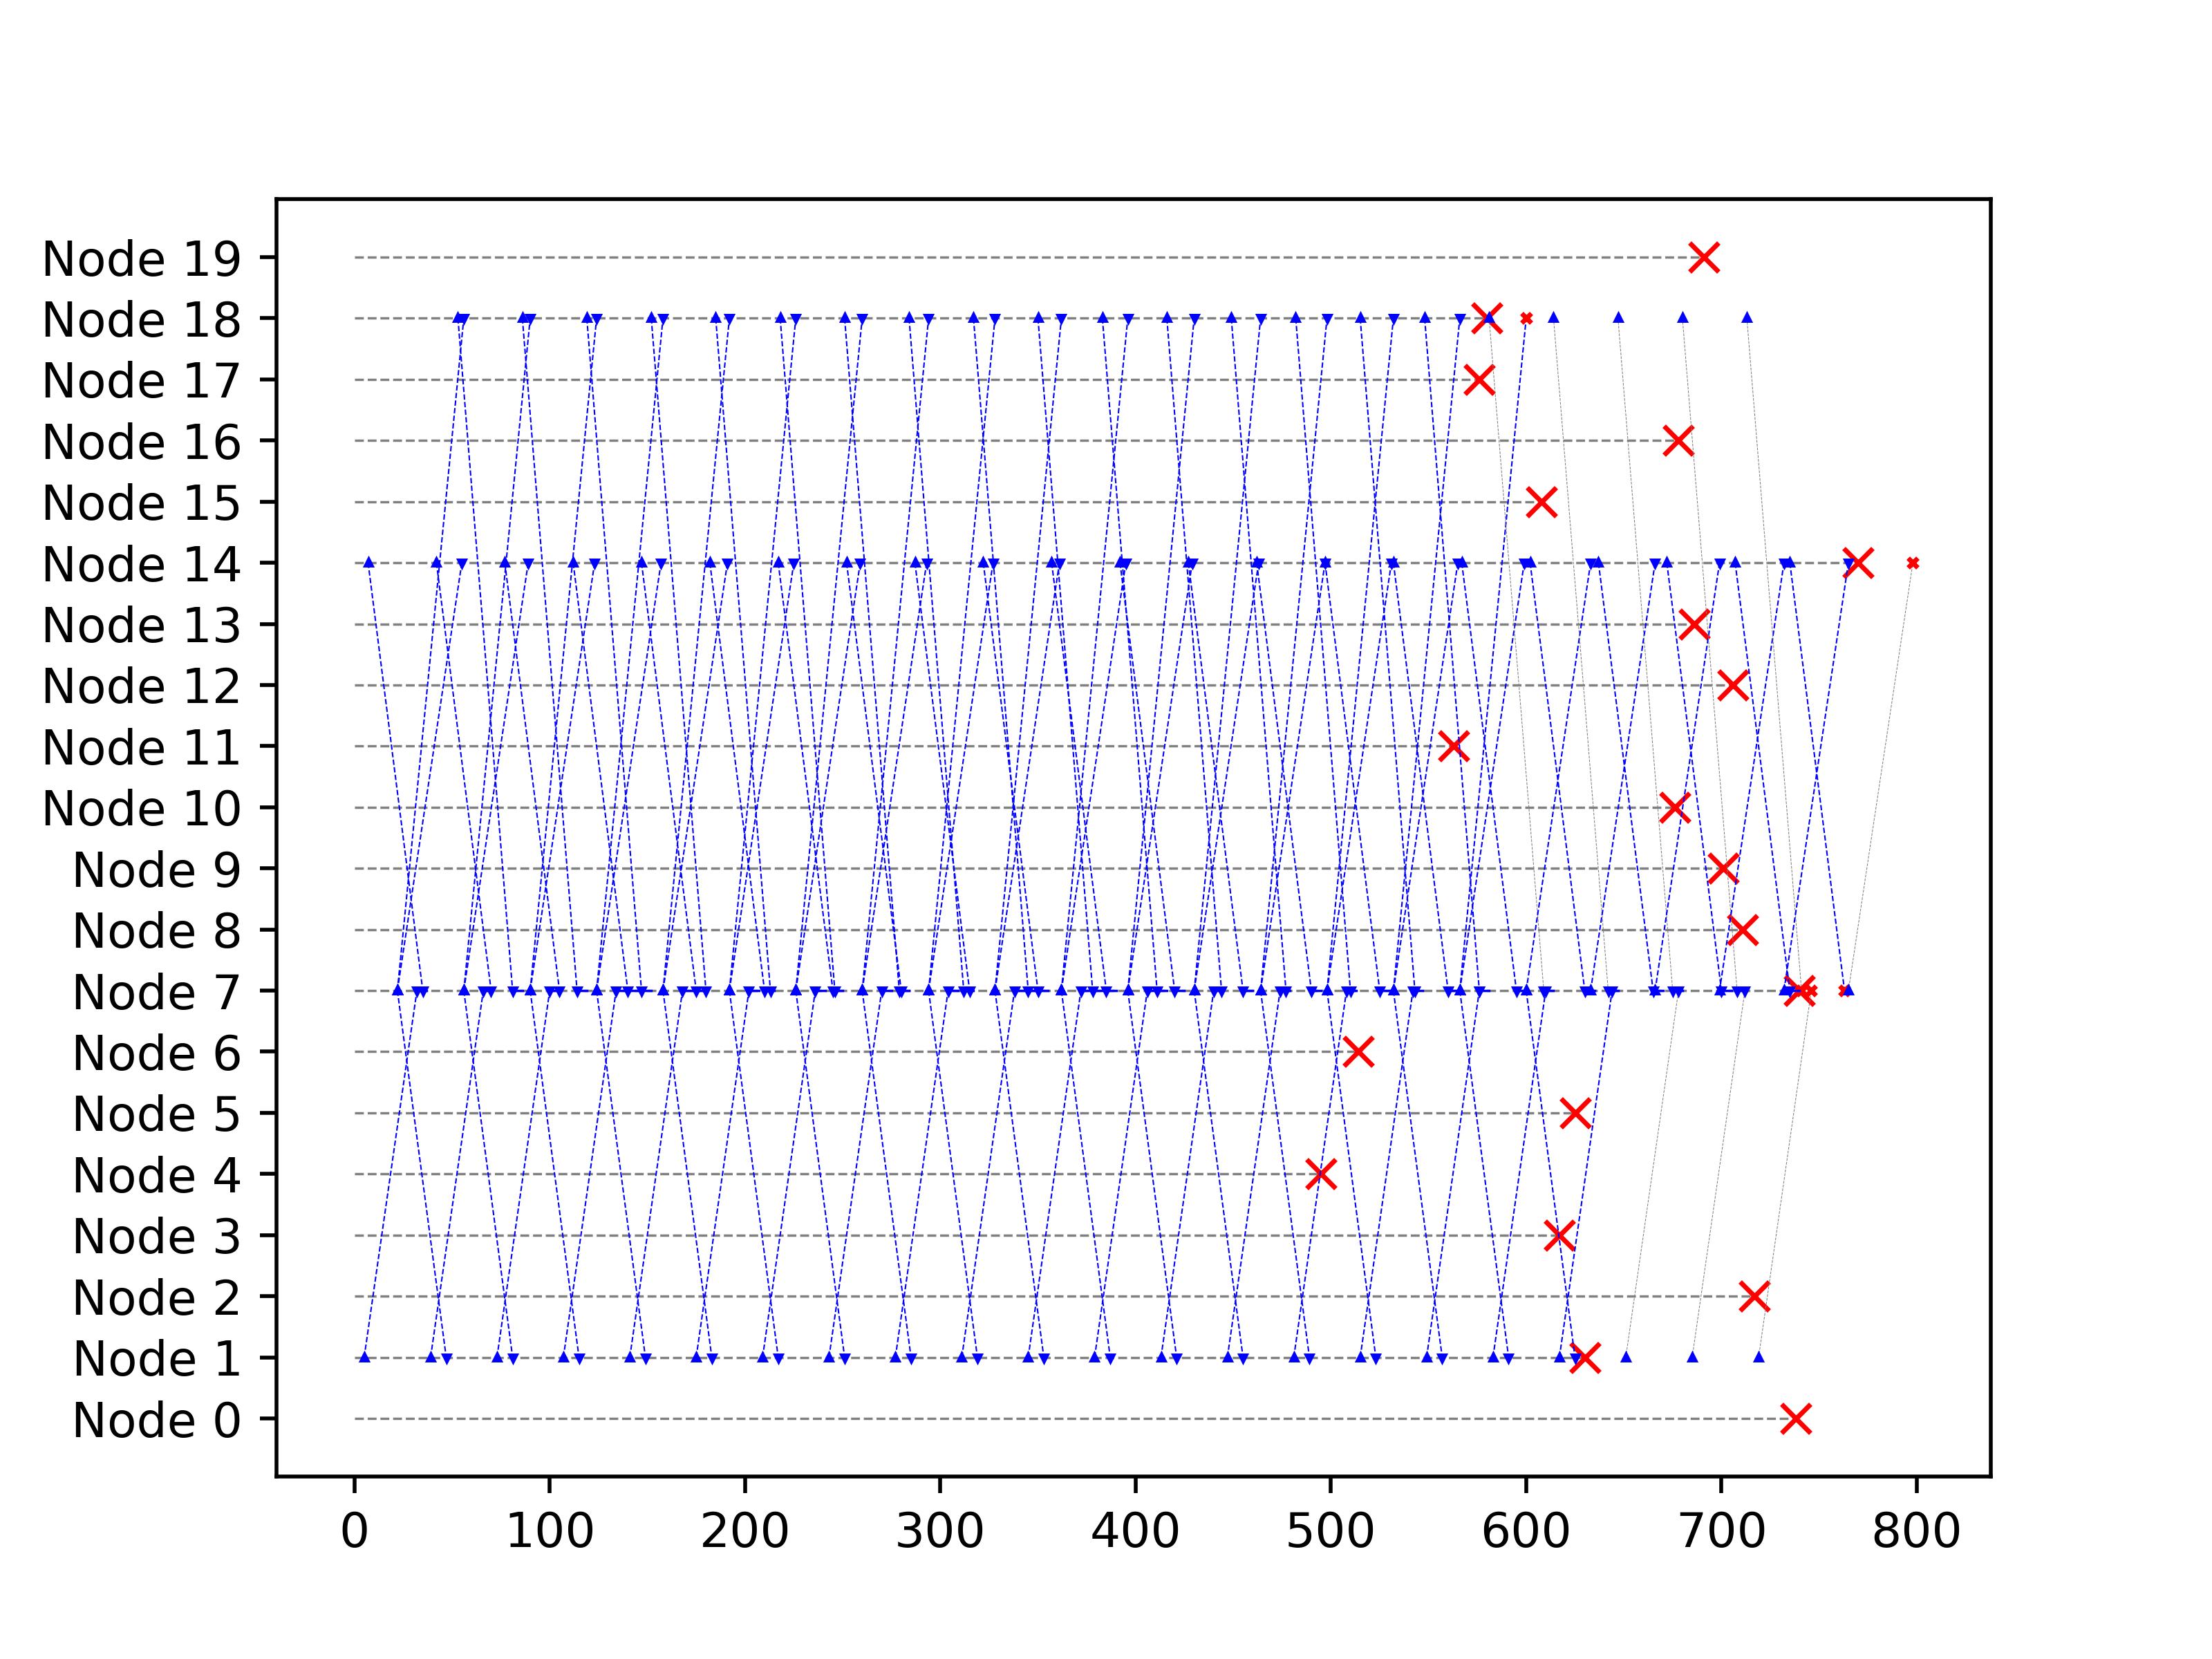 Node 19
Node 18
Node 17
Node 16
Node 15
Node 14
Node 13
Node 12
Node 11
Node 10
Node 9
Node 8
Node 7
Node 6
Node 5
Node 4
Node 3
Node 2
Node 1
Node 0
0 100 200 300 400 500 600 700 800